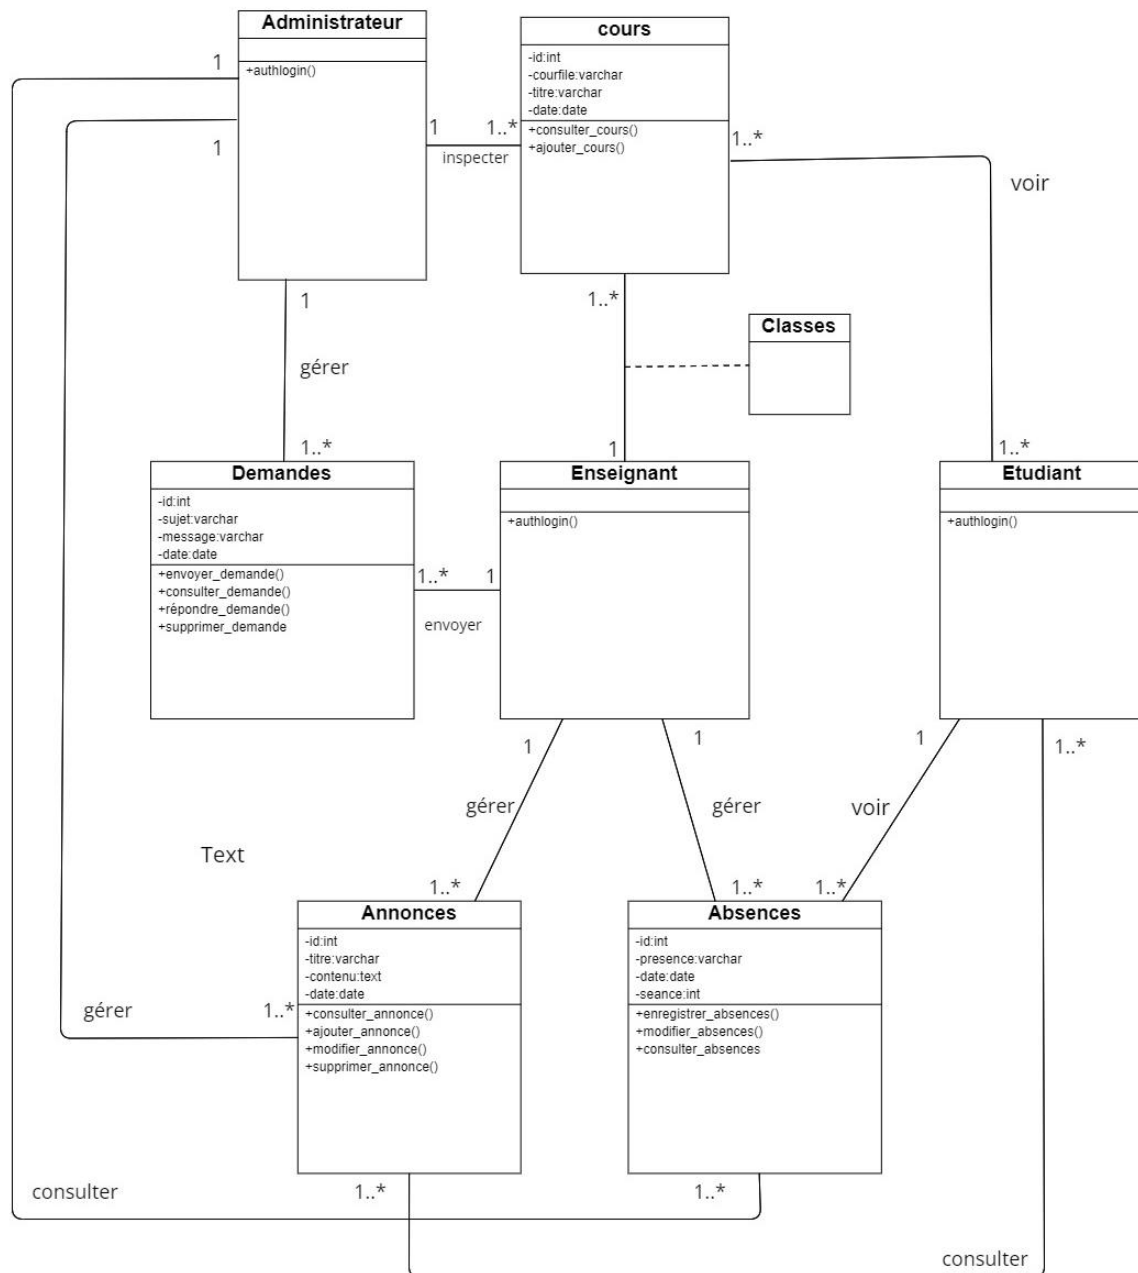 Administrateur
+authlogin()
cours
-id:int
-courfile:varchar
-titre:varchar
-date:date
+consulter_cours()
+ajouter_cours()
1
1
1
1..*
inspecter
1..*
voir
1
gérer
1..*
1..*
Classes
1
1..*
Demandes
-id:int
-sujet:varchar
-message:varchar
-date:date
+envoyer_demande()
+consulter_demande()
+répondre_demande()
+supprimer_demande
1..*
1
envoyer
Enseignant
+authlogin()
Etudiant
+authlogin()
1
1
1
1..*
gérer
gérer
voir
Text
1..*
1..*
1..*
Annonces
-id:int
-titre:varchar
-contenu:text
-date:date
+consulter_annonce()
+ajouter_annonce()
+modifier_annonce()
+supprimer_annonce()
Absences
-id:int
-presence:varchar
-date:date
-seance:int
+enregistrer_absences()
+modifier_absences()
+consulter_absences
gérer
1..*
consulter
1..*
1..*
consulter